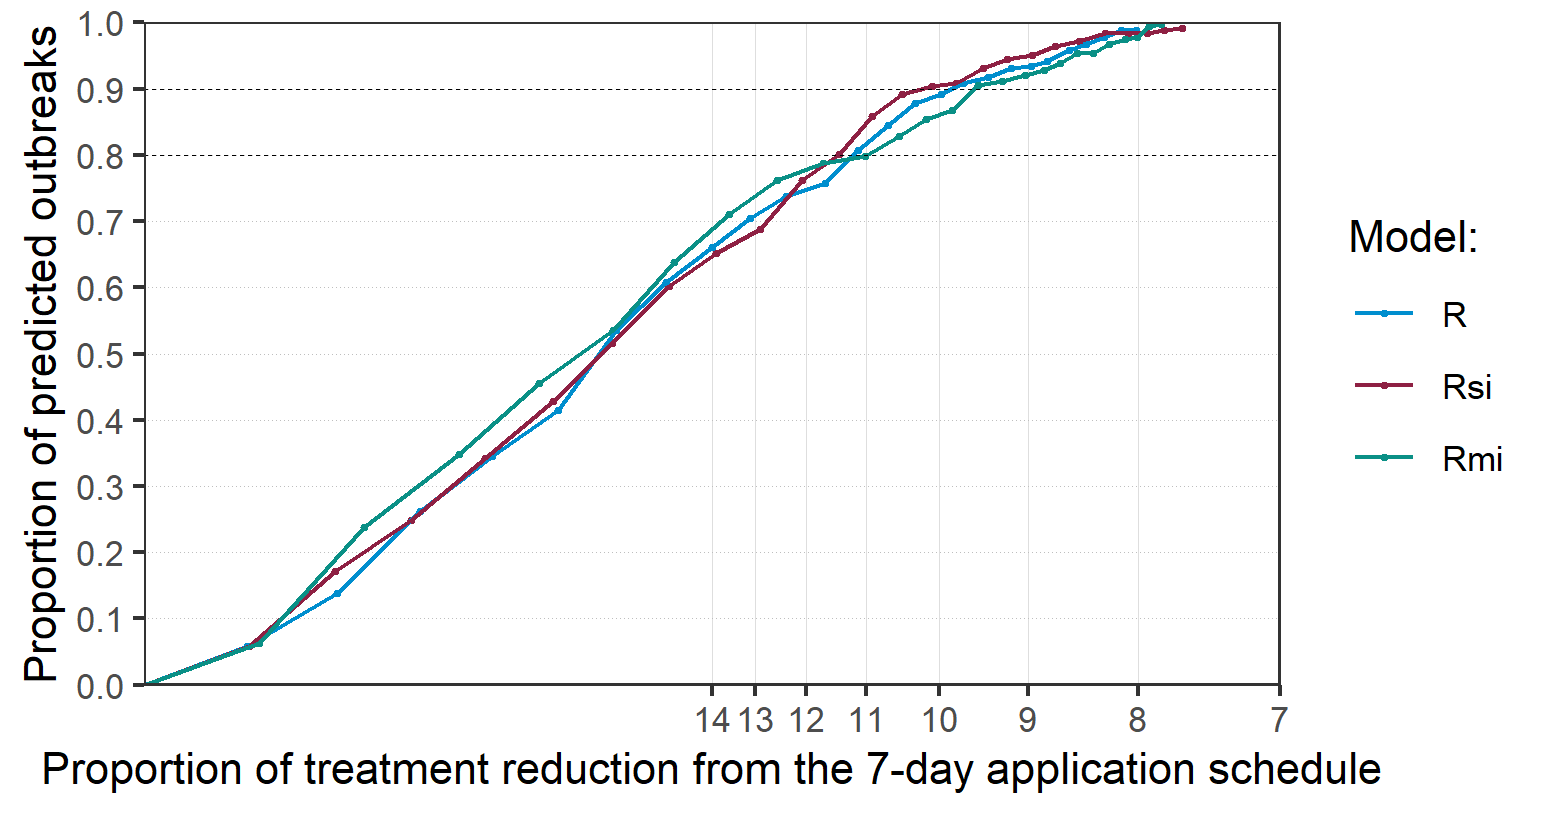 Proportion of predicted outbreaks
1.0
0.9
0.8
0.7
0.6
0.5
0.4
0.3
0.2
0.1
0.0
14 13 12 11 10 9 8 7
Proportion of treatment reduction from the 7-day application schedule
Model:
R
Rsi
Rmi